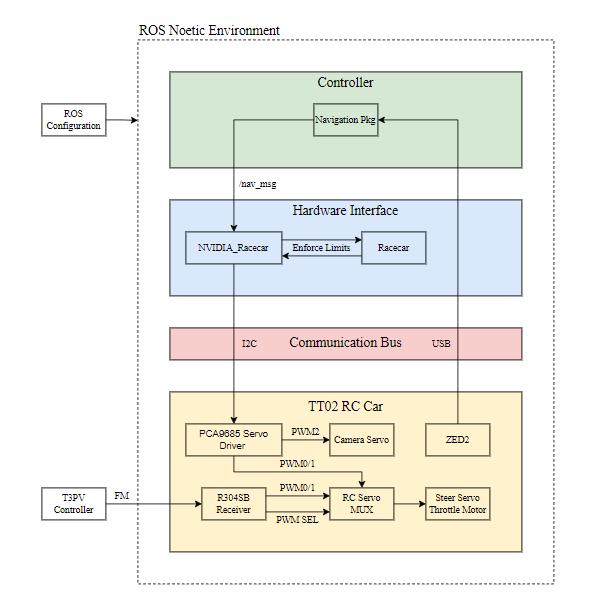 ROS Noetic Environment
Controller
ROS
Configuration
Navigation Pkg
/nav_msg
Hardware Interface
NVIDIA_Racecar
Enforce Limits
Racecar
I2C
Communication Bus
USB
TT02 RC Car
PCA9685 Servo
Driver
PWM2
Camera Servo
ZED2
PWM0/1
T3PV
Controller
FM
R304SB
Receiver
PWM0/1
PWM SEL
RC Servo
MUX
Steer Servo
Throttle Motor